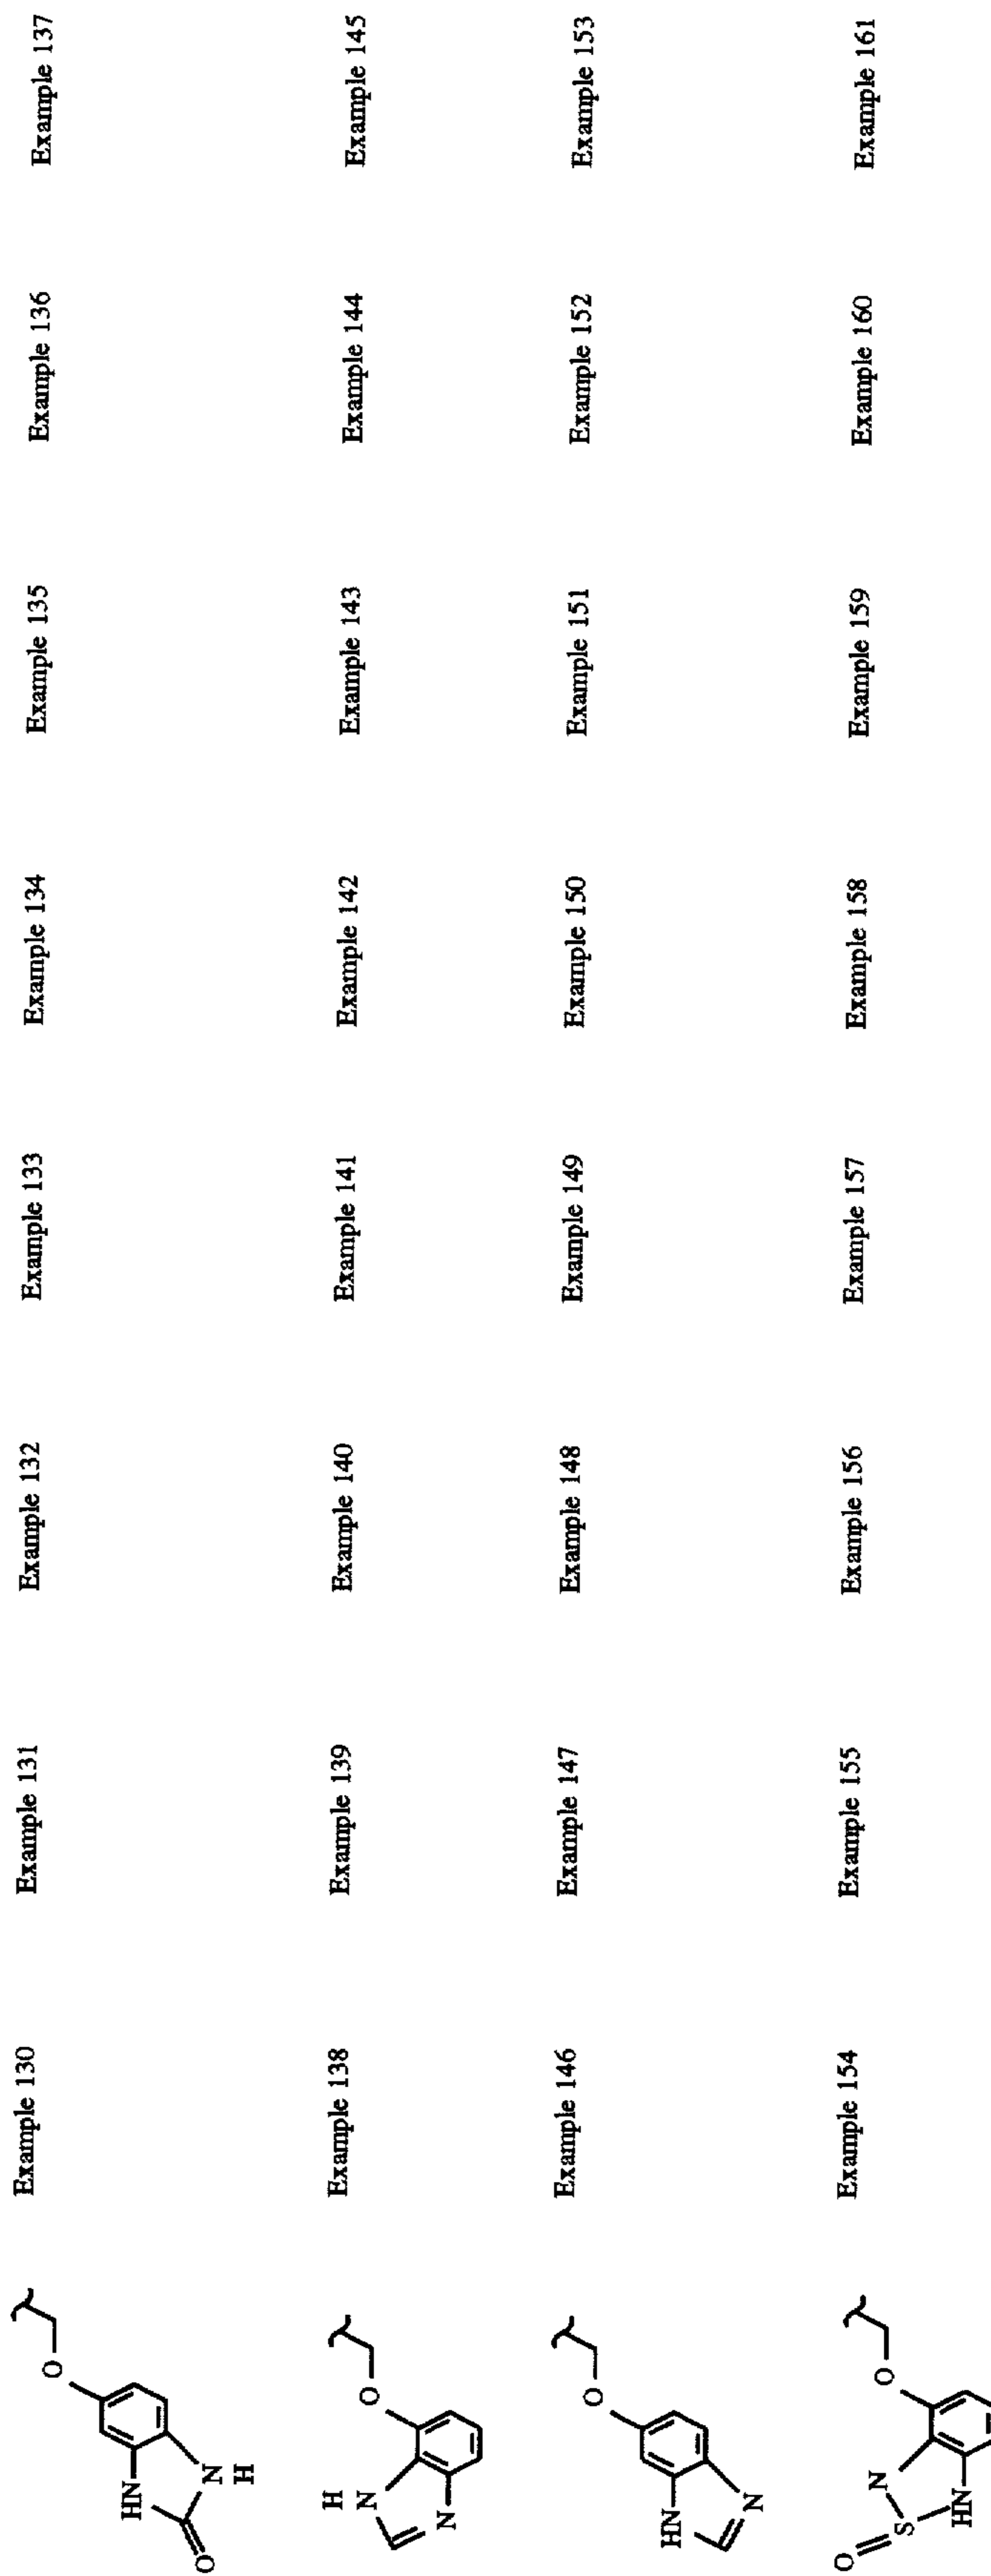 O
HN
N
H
O
Example 130 Example 131 Example 132 Example 133 Example 134 Example 135 Example 136 Example 137
H
N
O
N
Example 138 Example 139 Example 140 Example 141 Example 142 Example 143 Example 144 Example 145
O
HN
N
Example 146 Example 147 Example 148 Example 149 Example 150 Example 151 Example 152 Example 153
O
N
O
S
HN
Example 154 Example 155 Example 156 Example 157 Example 158 Example 159 Example 160 Example 161